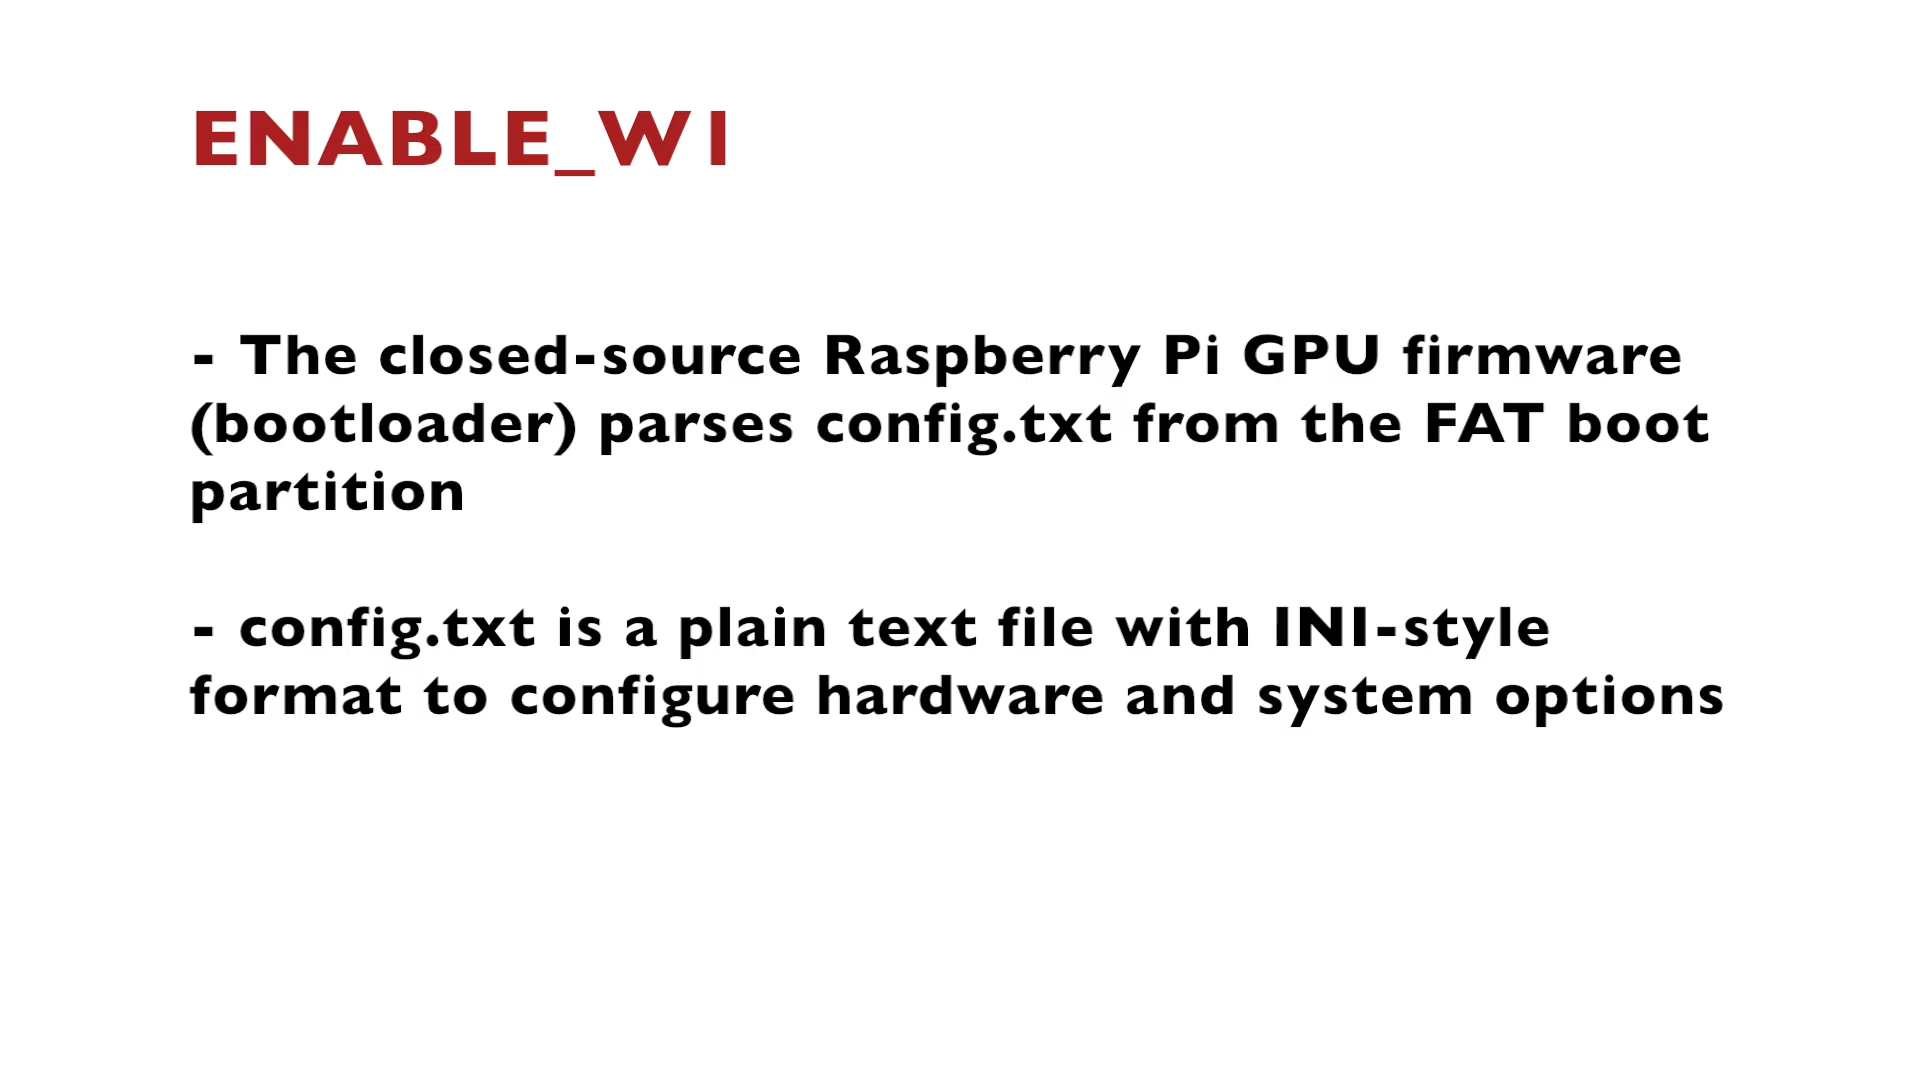 ENABLE_W1
- The closed-source Raspberry Pi GPU firmware
(bootloader) parses config.txt from the FAT boot
partition
- config.txt is a plain text file with INI-style
format to configure hardware and system options